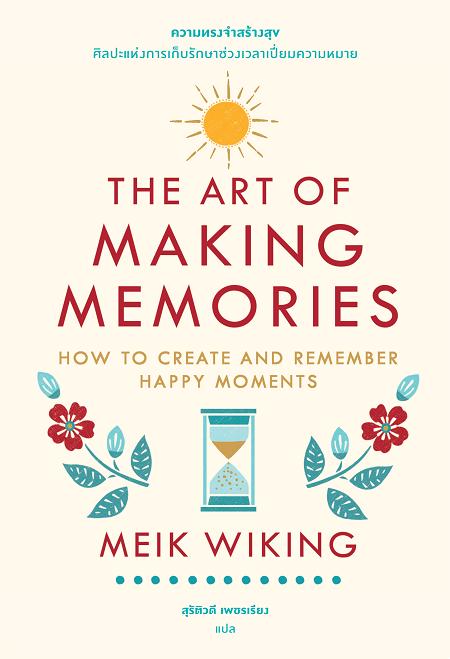 ความทรงจำสร้างสุข
ศิลปะแห่งการเก็บรักษาช่วงเวลาเปี่ยมความหมาย
THE ART OF
MAKING
MEMORIES
HOW TO CREATE AND REMEMBER
HAPPY MOMENTS
MEIK WIKING
สุรัติวดี เพชรเรียง
แปล